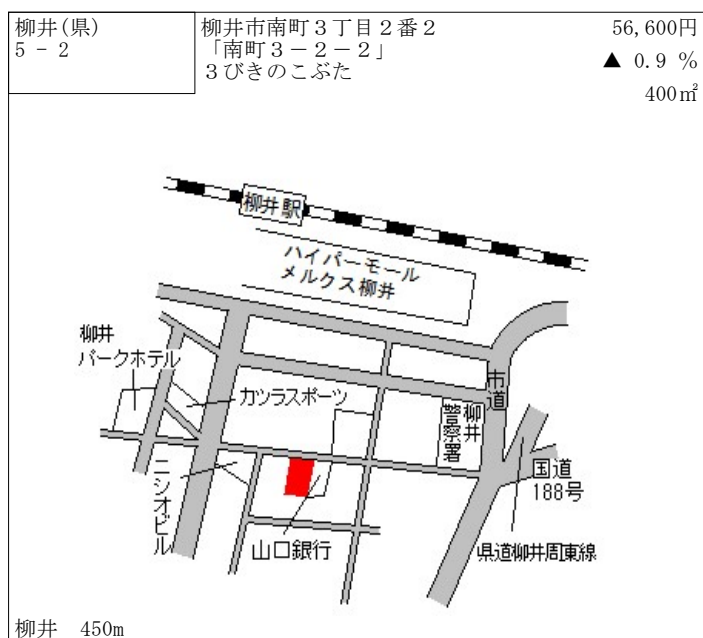 柳井(県)
5 - 2
柳井市南町３丁目２番２
「南町３－２－２」
３びきのこぶた
56,600円
▲ 0.9 %
400㎡
柳井駅
ハイパーモール
メルクス柳井
柳井
パークホテル
カツラスポーツ
市道
柳井
警察署
国道
188号
ニシオビル
山口銀行
県道柳井周東線
柳井　450m